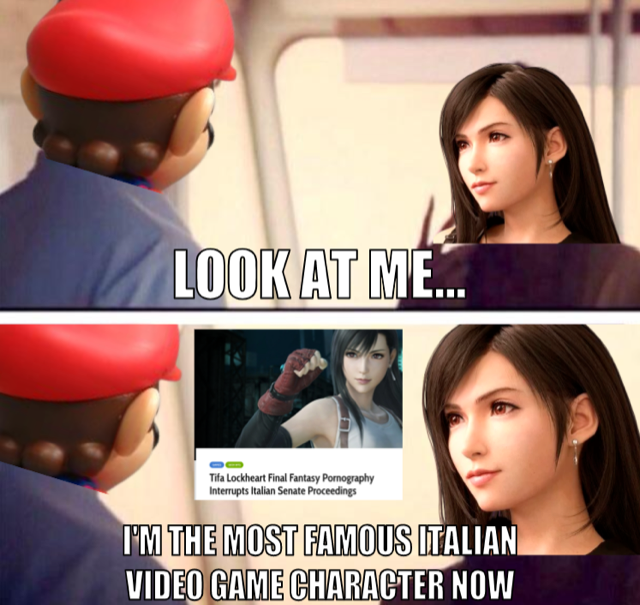 LOOK AT ME...
Tifa Lockheart Final Fantasy Pornography
Interrupts Italian Senate Proceedings
I'M THE MOST FAMOUS ITALIAN
VIDEO GAME CHARACTER NOW